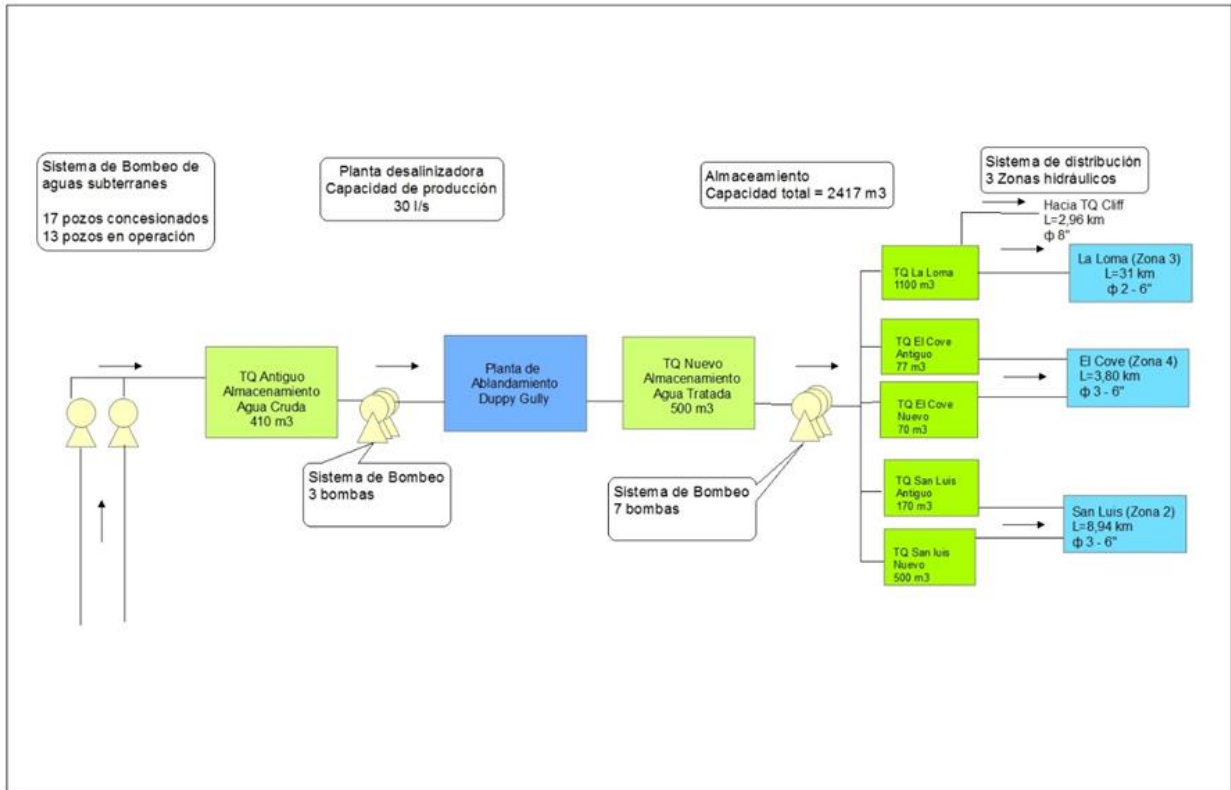 Sistema de Bombeo de
aguas subterranes
17 pozos concesionados
13 pozos en operación
Planta desalinizadora
Capacidad de producción
30 l/s
Almaceamiento
Capacidad total = 2417 m3
Sistema de distribución
3 Zonas hidráulicos
Hacia TQ Cliff
L=2,96 km
ф 8"
TQ La Loma
1100 m3
La Loma (Zona 3)
L=31 km
ф 2 - 6"
TQ El Cove
Antiguo
77 m3
El Cove (Zona 4)
L=3,80 km
ф 3 - 6"
TQ El Cove
Nuevo
70 m3
TQ Antiguo
Almacenamiento
Agua Cruda
410 m3
Planta de
Ablandamiento
Duppy Gully
TQ Nuevo
Almacenamiento
Agua Tratada
500 m3
Sistema de Bombeo
3 bombas
Sistema de Bombeo
7 bombas
TQ San Luis
Antiguo
170 m3
San Luis (Zona 2)
L=8,94 km
ф 3 - 6"
TQ San luis
Nuevo
500 m3